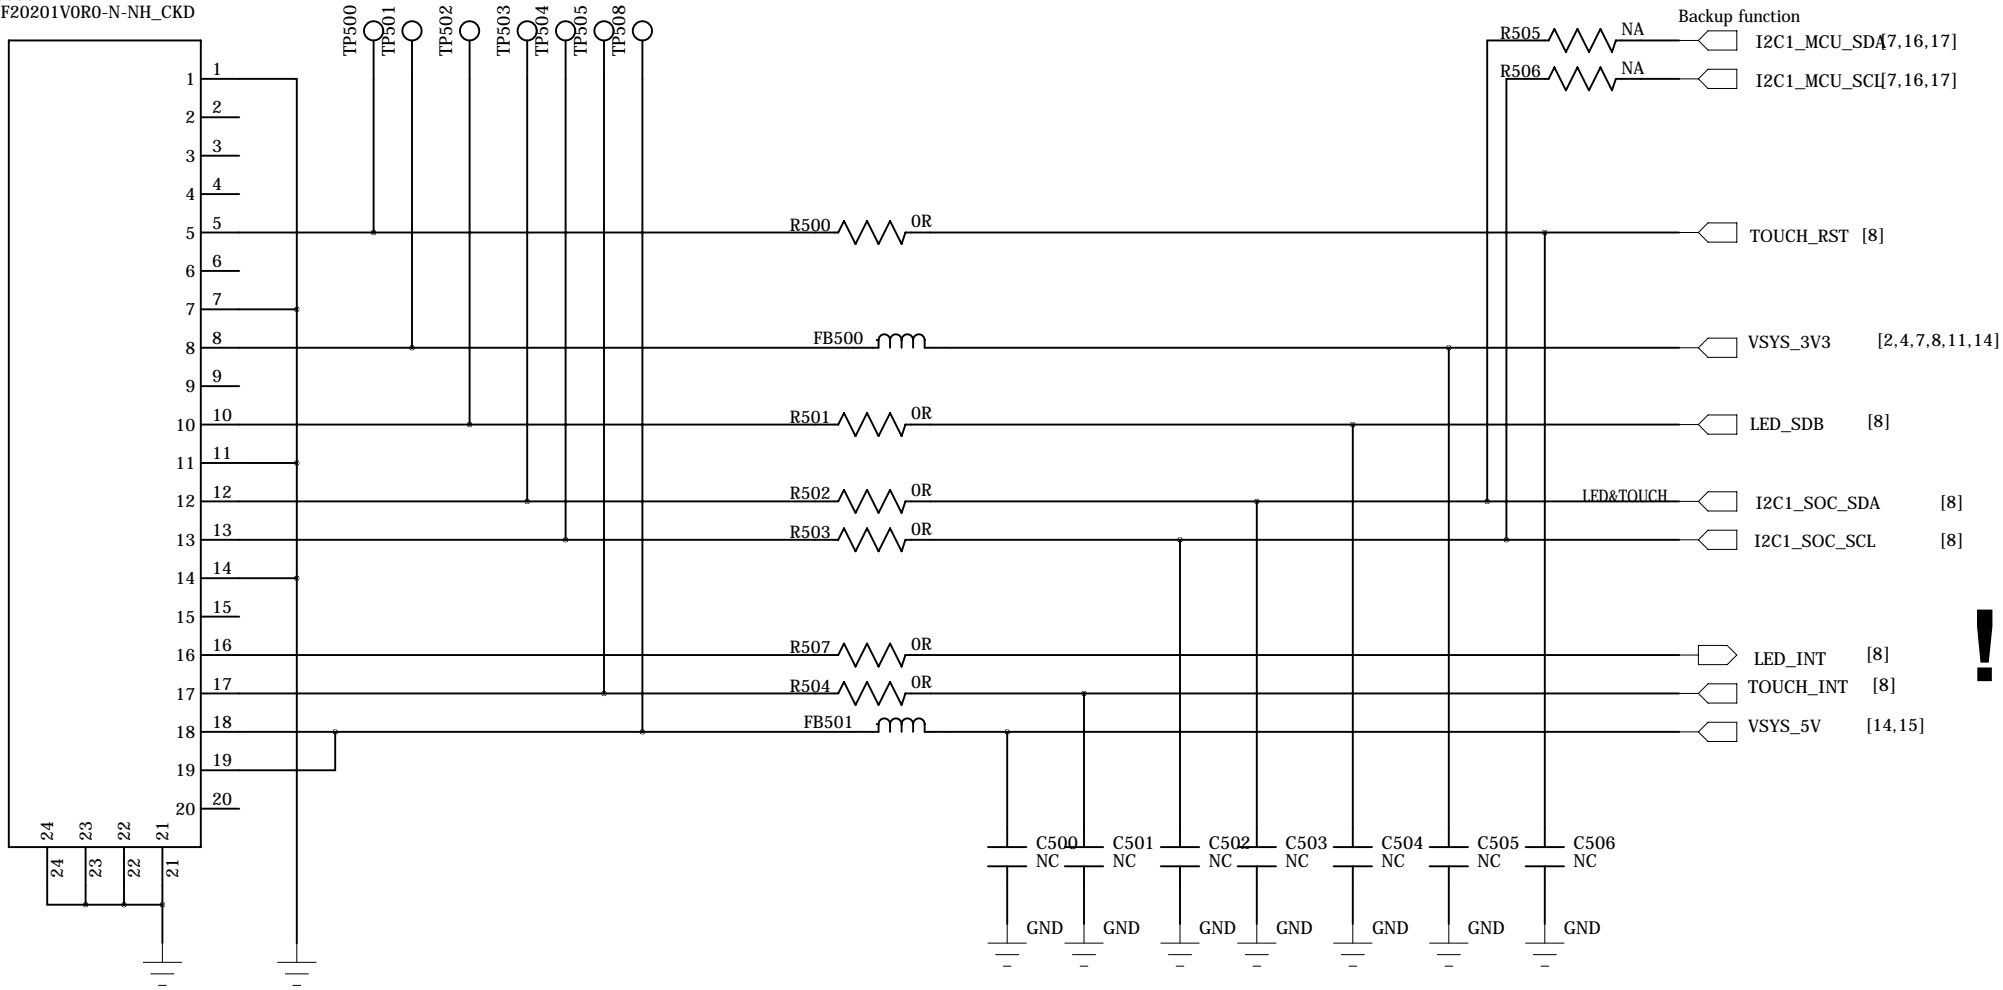 F20201V0R0-N-NH_CKD
TP500
TP501
TP502
TP503
TP504
TP505
TP508
Backup function
R505 NA I2C1_MCU_SDA [7,16,17]
R506 NA I2C1_MCU_SCL [7,16,17]
1 1
2 2
3 3
4 4
5 5 R500 0R TOUCH_RST [8]
6 6
7 7
8 8 FB500 VSYS_3V3 [2,4,7,8,11,14]
9 9
10 10 R501 0R LED_SDB [8]
11 11
12 12 R502 0R LED&TOUCH I2C1_SOC_SDA [8]
13 13 R503 0R I2C1_SOC_SCL [8]
14 14
15 15
16 16 R507 0R LED_INT [8]
!
17 17 R504 0R TOUCH_INT [8]
18 18 FB501 VSYS_5V [14,15]
19 19
20 20
24 23 22 21
24 23 22 21
C500 C501 C502 C503 C504 C505 C506
NC NC NC NC NC NC NC
GND GND GND GND GND GND GND